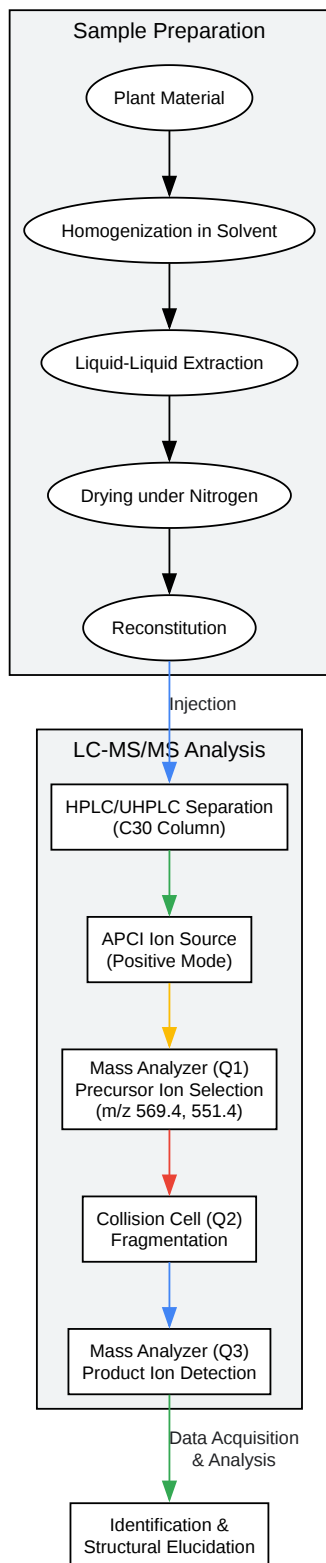 Sample Preparation
Plant Material
Homogenization in Solvent
Liquid-Liquid Extraction
Drying under Nitrogen
Reconstitution
Injection
LC-MS/MS Analysis
HPLC/UHPLC Separation
(C30 Column)
APCI Ion Source
(Positive Mode)
Mass Analyzer (Q1)
Precursor Ion Selection
(m/z 569.4, 551.4)
Collision Cell (Q2)
Fragmentation
Mass Analyzer (Q3)
Product Ion Detection
Data Acquisition
& Analysis
Identification &
Structural Elucidation